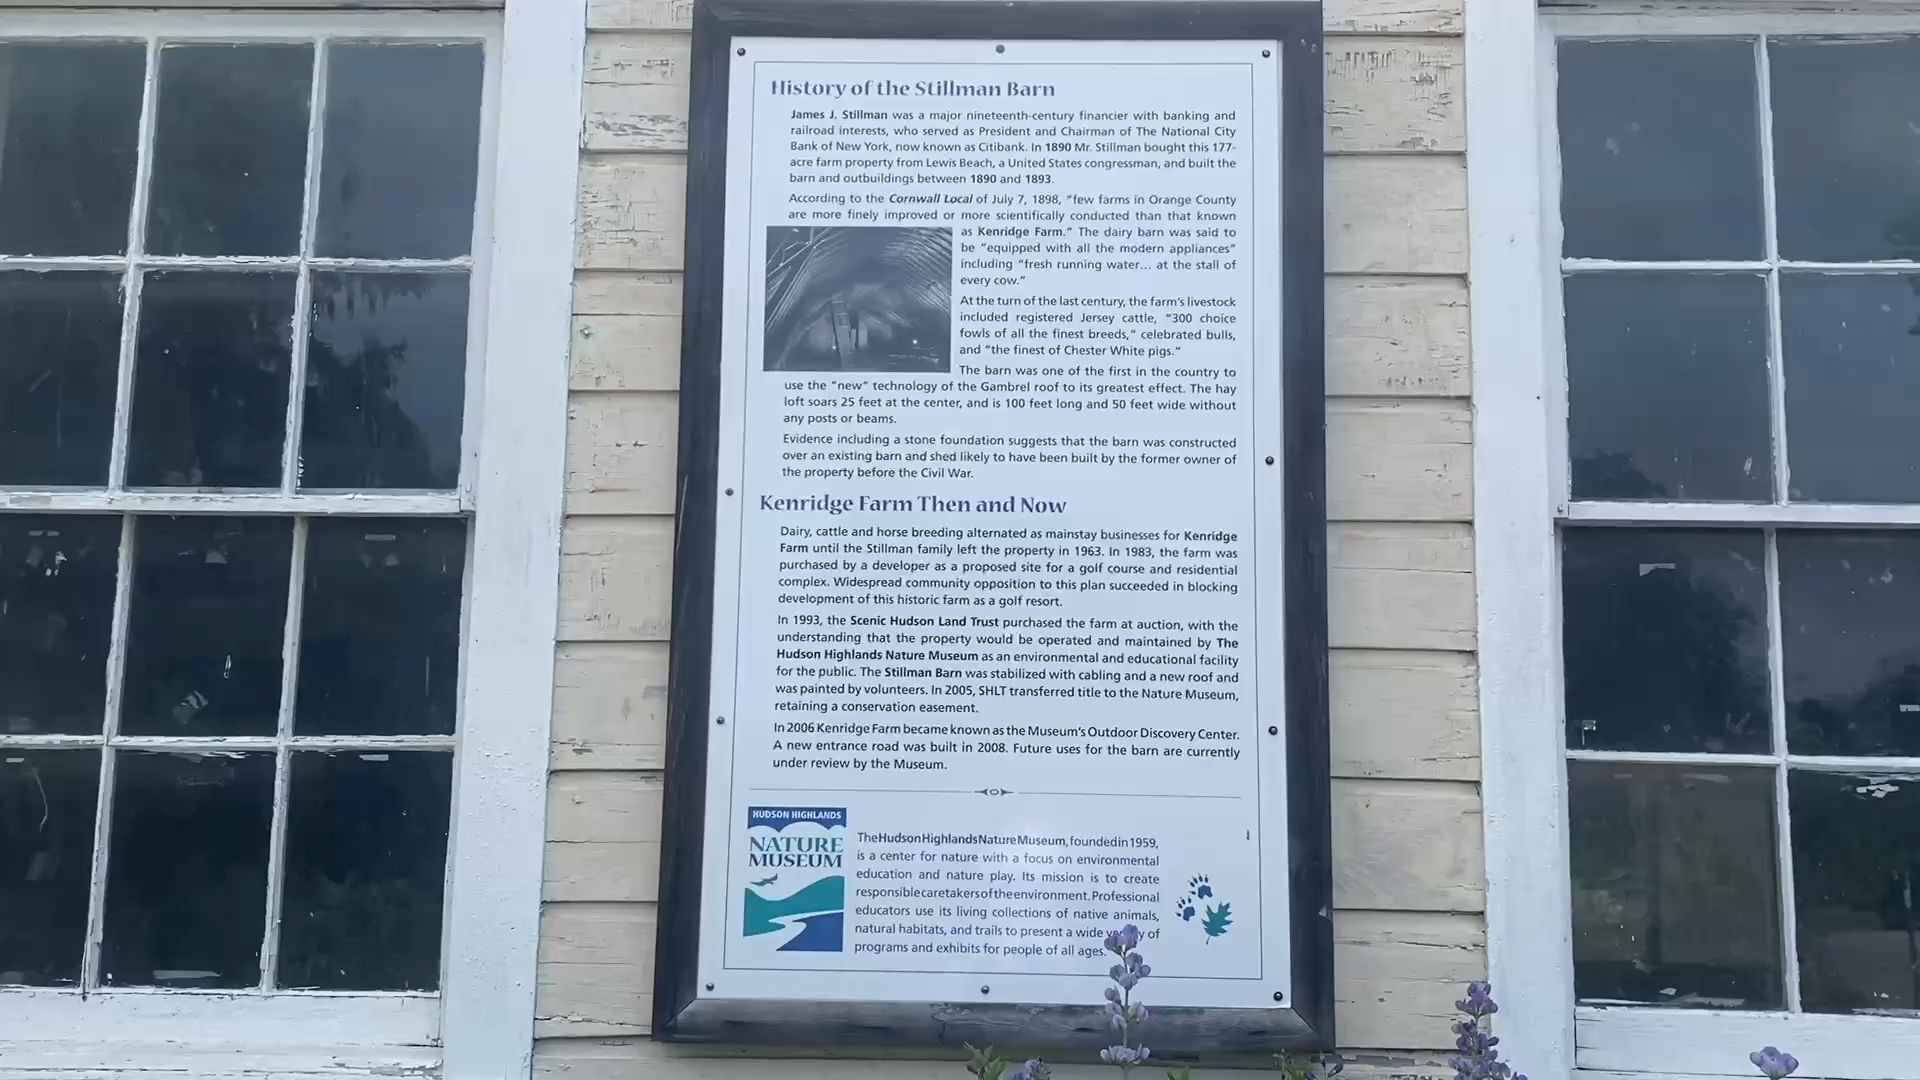 History of the Stillman Barn
James J. Stillman was a major nineteenth-century financier with banking and
railroad interests, who served as President and Chairman of The National City
Bank of New York, now known as Citibank. In 1890 Mr. Stillman bought this 177-
acre farm property from Lewis Beach, a United States congressman, and built the
barn and outbuildings between 1890 and 1893.
According to the Cornwall Local of July 7, 1898, "few farms in Orange County
are more finely improved or more scientifically conducted than that known
as Kenridge Farm." The dairy barn was said to
be "equipped with all the modern appliances"
including "fresh running water... at the stall of
every cow."
At the turn of the last century, the farm's livestock
included registered Jersey cattle, "300 choice
fowls of all the finest breeds," celebrated bulls,
and "the finest of Chester White pigs."
The barn was one of the first in the country to
use the "new" technology of the Gambrel roof to its greatest effect. The hay
loft soars 25 feet at the center, and is 100 feet long and 50 feet wide without
any posts or beams.
Evidence including a stone foundation suggests that the barn was constructed
over an existing barn and shed likely to have been built by the former owner of
the property before the Civil War.
Kenridge Farm Then and Now
Dairy, cattle and horse breeding alternated as mainstay businesses for Kenridge
Farm until the Stillman family left the property in 1963. In 1983, the farm was
purchased by a developer as a proposed site for a golf course and residential
complex. Widespread community opposition to this plan succeeded in blocking
development of this historic farm as a golf resort.
In 1993, the Scenic Hudson Land Trust purchased the farm at auction, with the
understanding that the property would be operated and maintained by The
Hudson Highlands Nature Museum as an environmental and educational facility
for the public. The Stillman Barn was stabilized with cabling and a new roof and
was painted by volunteers. In 2005, SHLT transferred title to the Nature Museum,
retaining a conservation easement.
In 2006 Kenridge Farm became known as the Museum's Outdoor Discovery Center.
A new entrance road was built in 2008. Future uses for the barn are currently
under review by the Museum.
HUDSON HIGHLANDS
NATURE
MUSEUM
The Hudson Highlands Nature Museum, founded in 1959,
is a center for nature with a focus on environmental
education and nature play. Its mission is to create
responsible caretakers of the environment. Professional
educators use its living collections of native animals,
natural habitats, and trails to present a wide of
programs and exhibits for people of all ages.